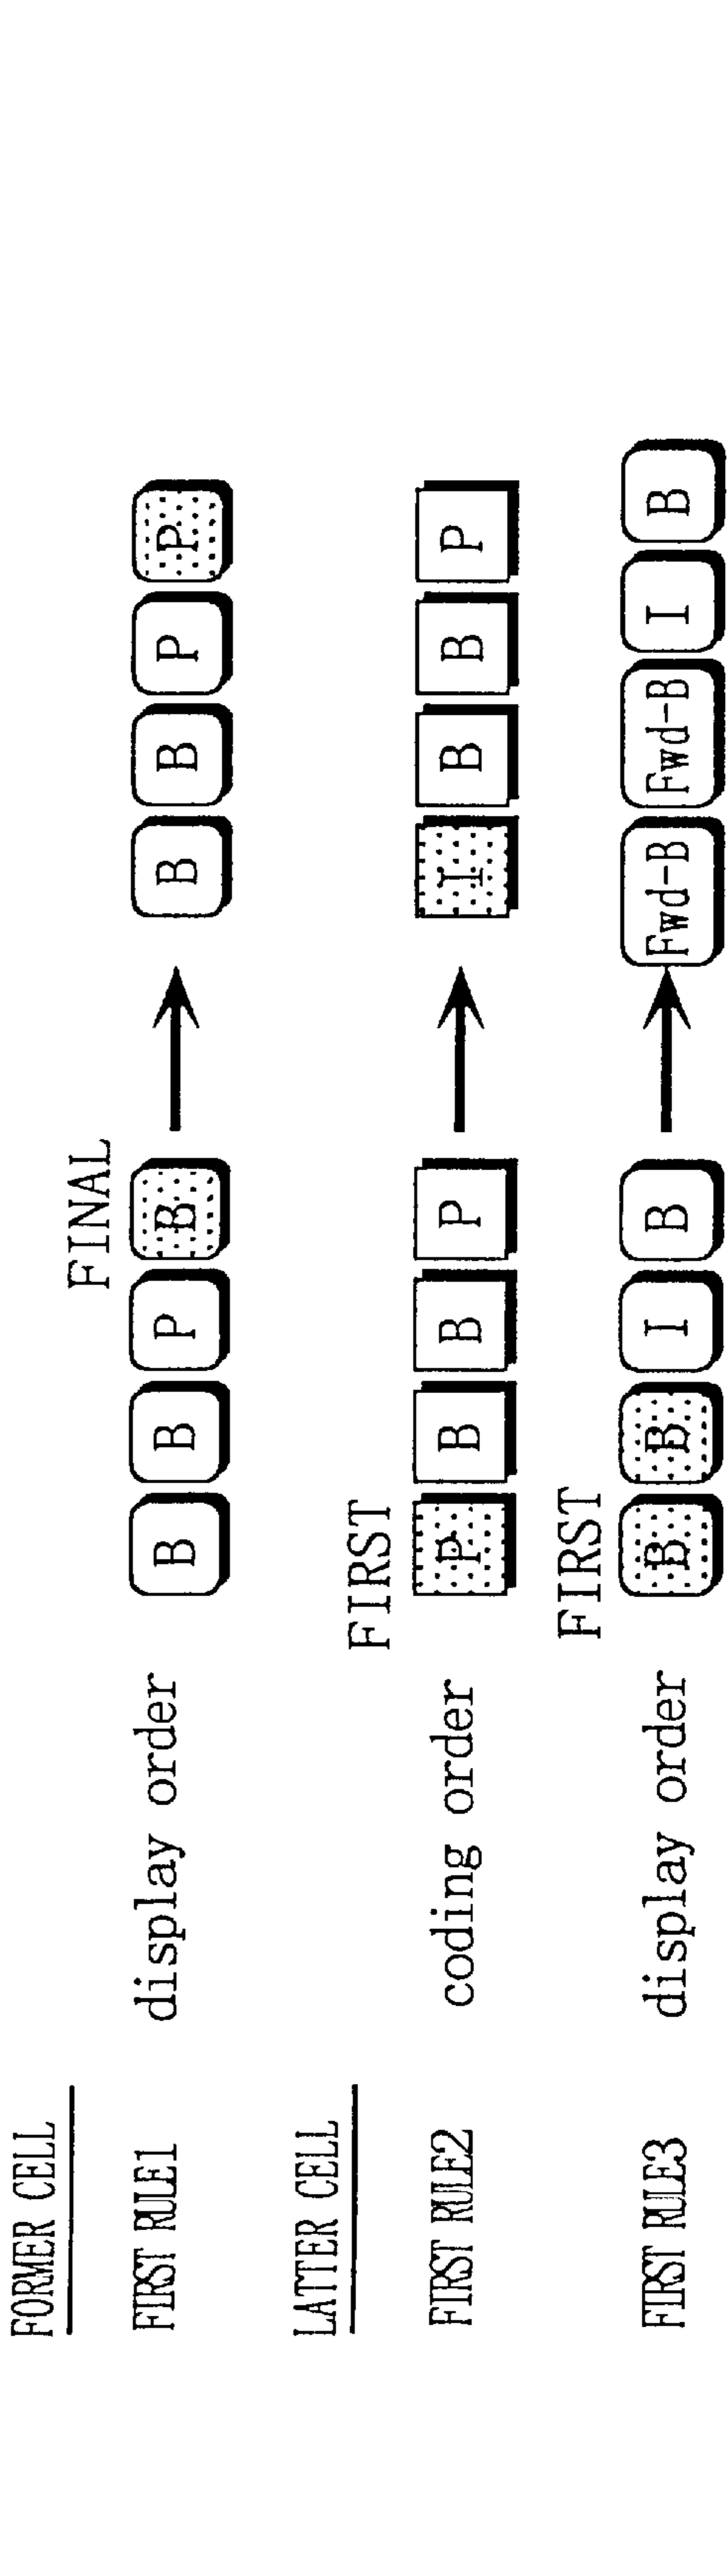 FORMER CELL
FINAL
FIRST RULE1 display order B B P B B B P P
LATTER CELL
FIRST
FIRST RULE2 coding order P B B P I B B P
FIRST
FIRST RULE3 display order B B I B Fwd-B Fwd-B I B